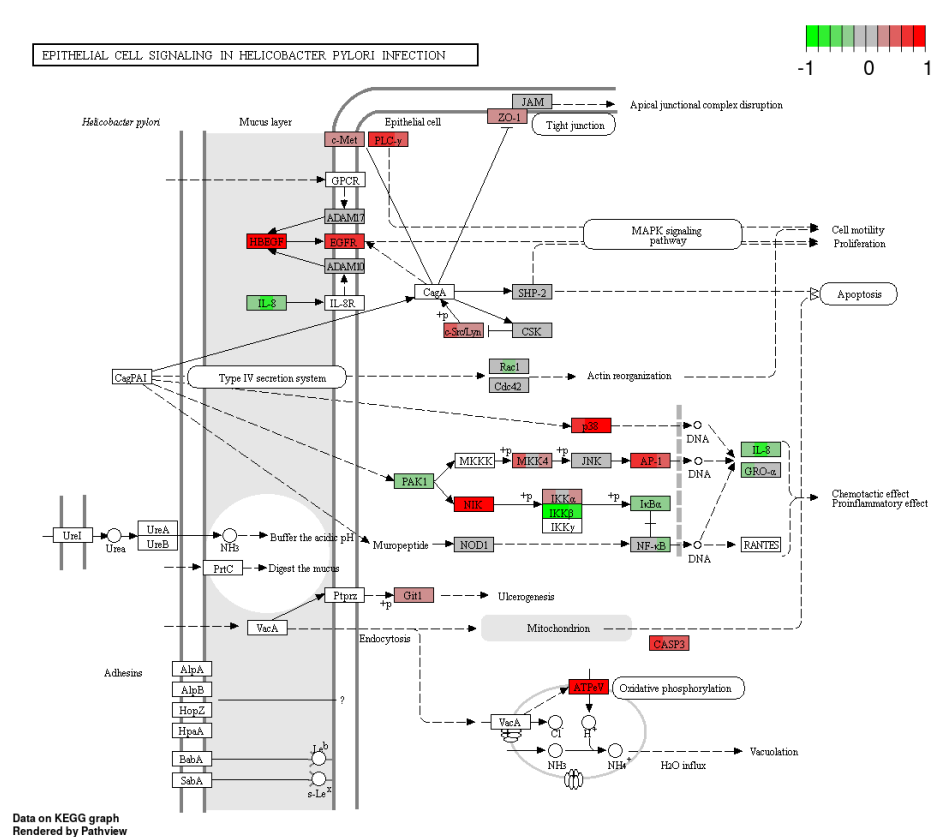 EPITHELIAL CELL SIGNALING IN HELICOBACTER PYLORI INFECTION
-1 0 1
JAM
Apical junctional complex disruption
Helicobacter pylori
Mucus layer
Epithelial cell
ZO-1
Tight junction
c-Met
PLC-γ
GPCR
ADAM17
HBEGF
EGFR
MAPK signaling
pathway
Cell motility
Proliferation
ADAM10
IL-8
IL-8R
CagA
SHP-2
Apoptosis
+p
c-Src/Lyn
CSK
CagPAI
Type IV secretion system
Rac1
Cdc42
Actin reorganization
p38
DNA
MKKK
+p
MKK4
+p
JNK
AP-1
DNA
IL-8
GRO-α
PAK1
NIK
+p
IKKα
IKKβ
IKKγ
+p
IκBα
Chemotactic effect
Proinflammatory effect
UreI
Urea
UreA
UreB
NH3
Buffer the acidic pH
Muropeptide
NOD1
NF-κB
DNA
RANTES
PrtC
Digest the mucus
Ptprz
+p
Git1
Ulcerogenesis
VacA
Endocytosis
Mitochondrion
CASP3
Adhesins
AlpA
AlpB
HopZ
HpaA
BabA
SabA
?
Le b
s-Le x
ATPeV
Oxidative phosphorylation
VacA
Cl-
H+
NH3
NH4+
H2O influx
Vacuolation
Data on KEGG graph
Rendered by Pathview